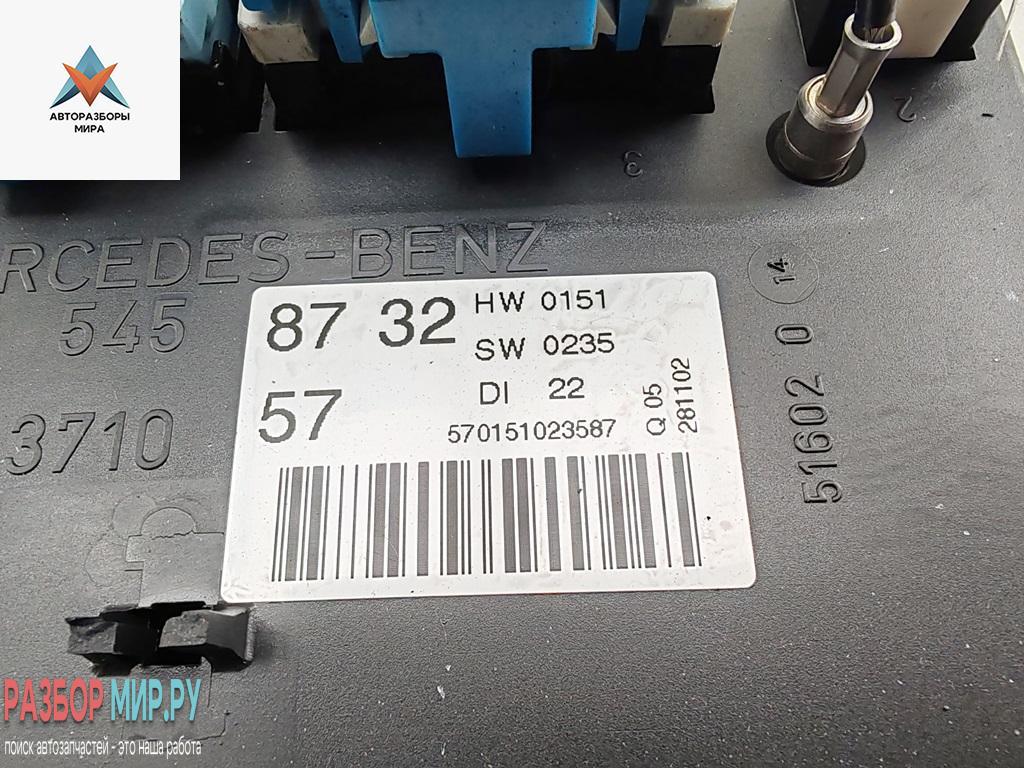 АВТОРАЗБОРЫ
МИРА
2
3
RCEDES-BENZ
14
545
3710
87 32
HW 0151
SW 0235
57
DI 22
570151023587
Q 05
281102
51602 0
РАЗБОР МИР.РУ
поиск автозапчастей - это наша работа